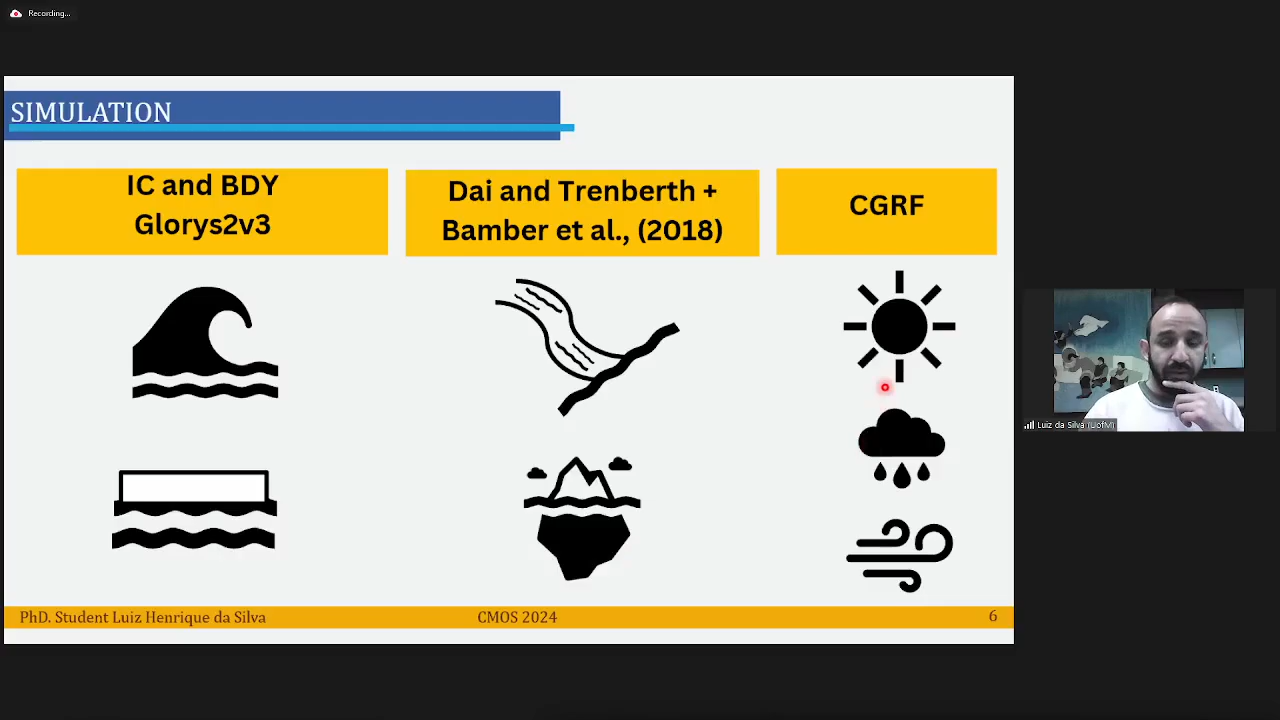 Recording...
SIMULATION
IC and BDY
Glorys2v3
Dai and Trenberth +
Bamber et al., (2018)
CGRF
Luiz da Silva (UofM)
PhD. Student Luiz Henrique da Silva
CMOS 2024
6